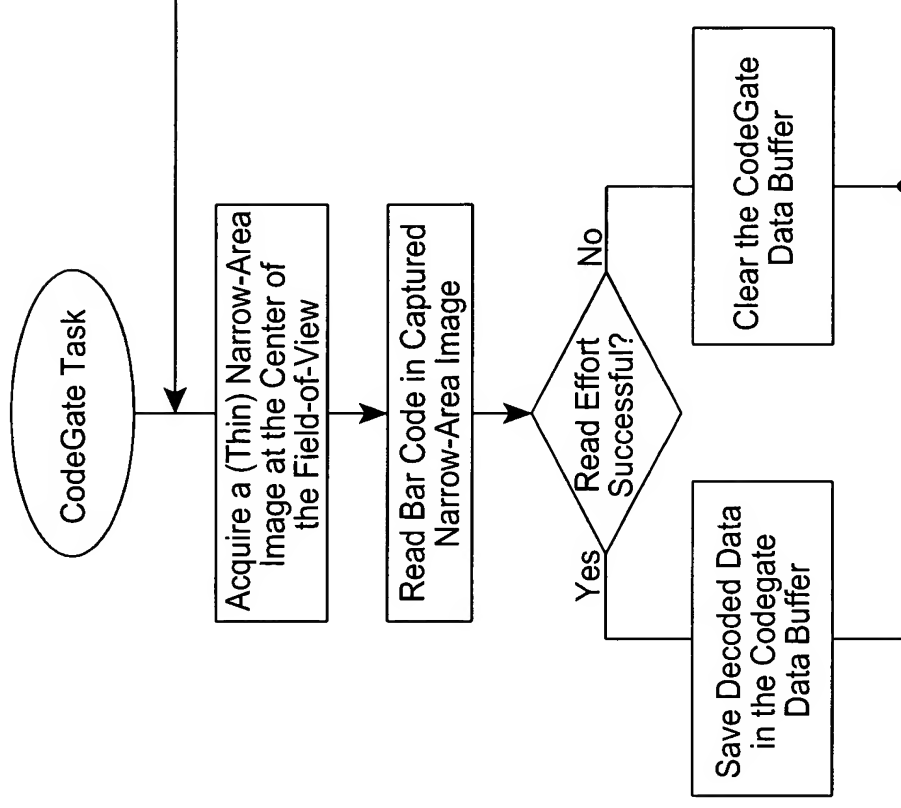 CodeGate Task
Acquire a (Thin) Narrow-Area
Image at the Center of
the Field-of-View
Read Bar Code in Captured
Narrow-Area Image
Read Effort
Successful?
Yes
No
Save Decoded Data
in the Codegate
Data Buffer
Clear the CodeGate
Data Buffer